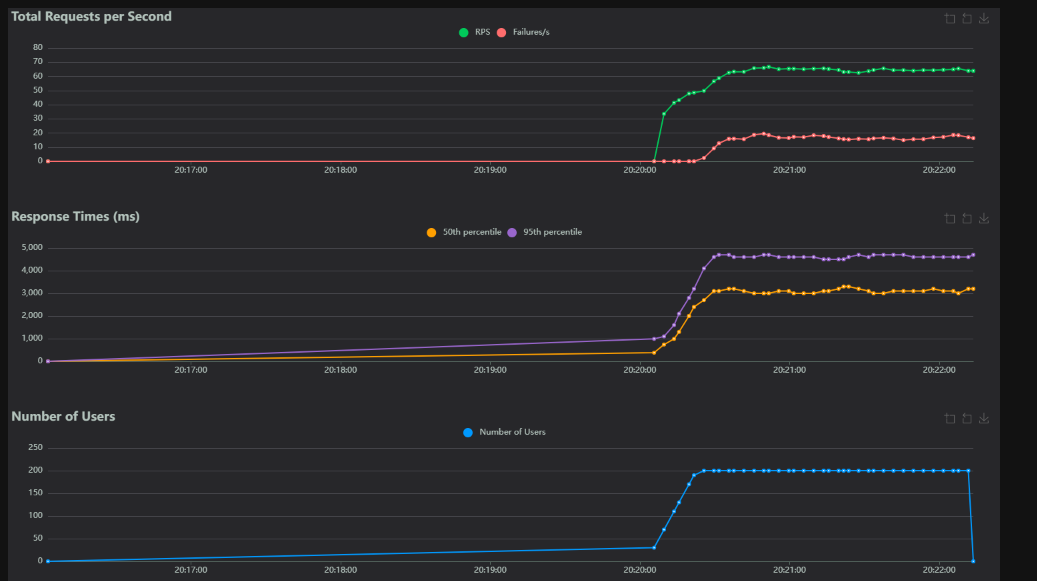 Total Requests per Second
RPS Failures/s
80
70
60
50
40
30
20
10
0
20:17:00 20:18:00 20:19:00 20:20:00 20:21:00 20:22:00
Response Times (ms)
50th percentile 95th percentile
5,000
4,000
3,000
2,000
1,000
0
20:17:00 20:18:00 20:19:00 20:20:00 20:21:00 20:22:00
Number of Users
Number of Users
250
200
150
100
50
0
20:17:00 20:18:00 20:19:00 20:20:00 20:21:00 20:22:00